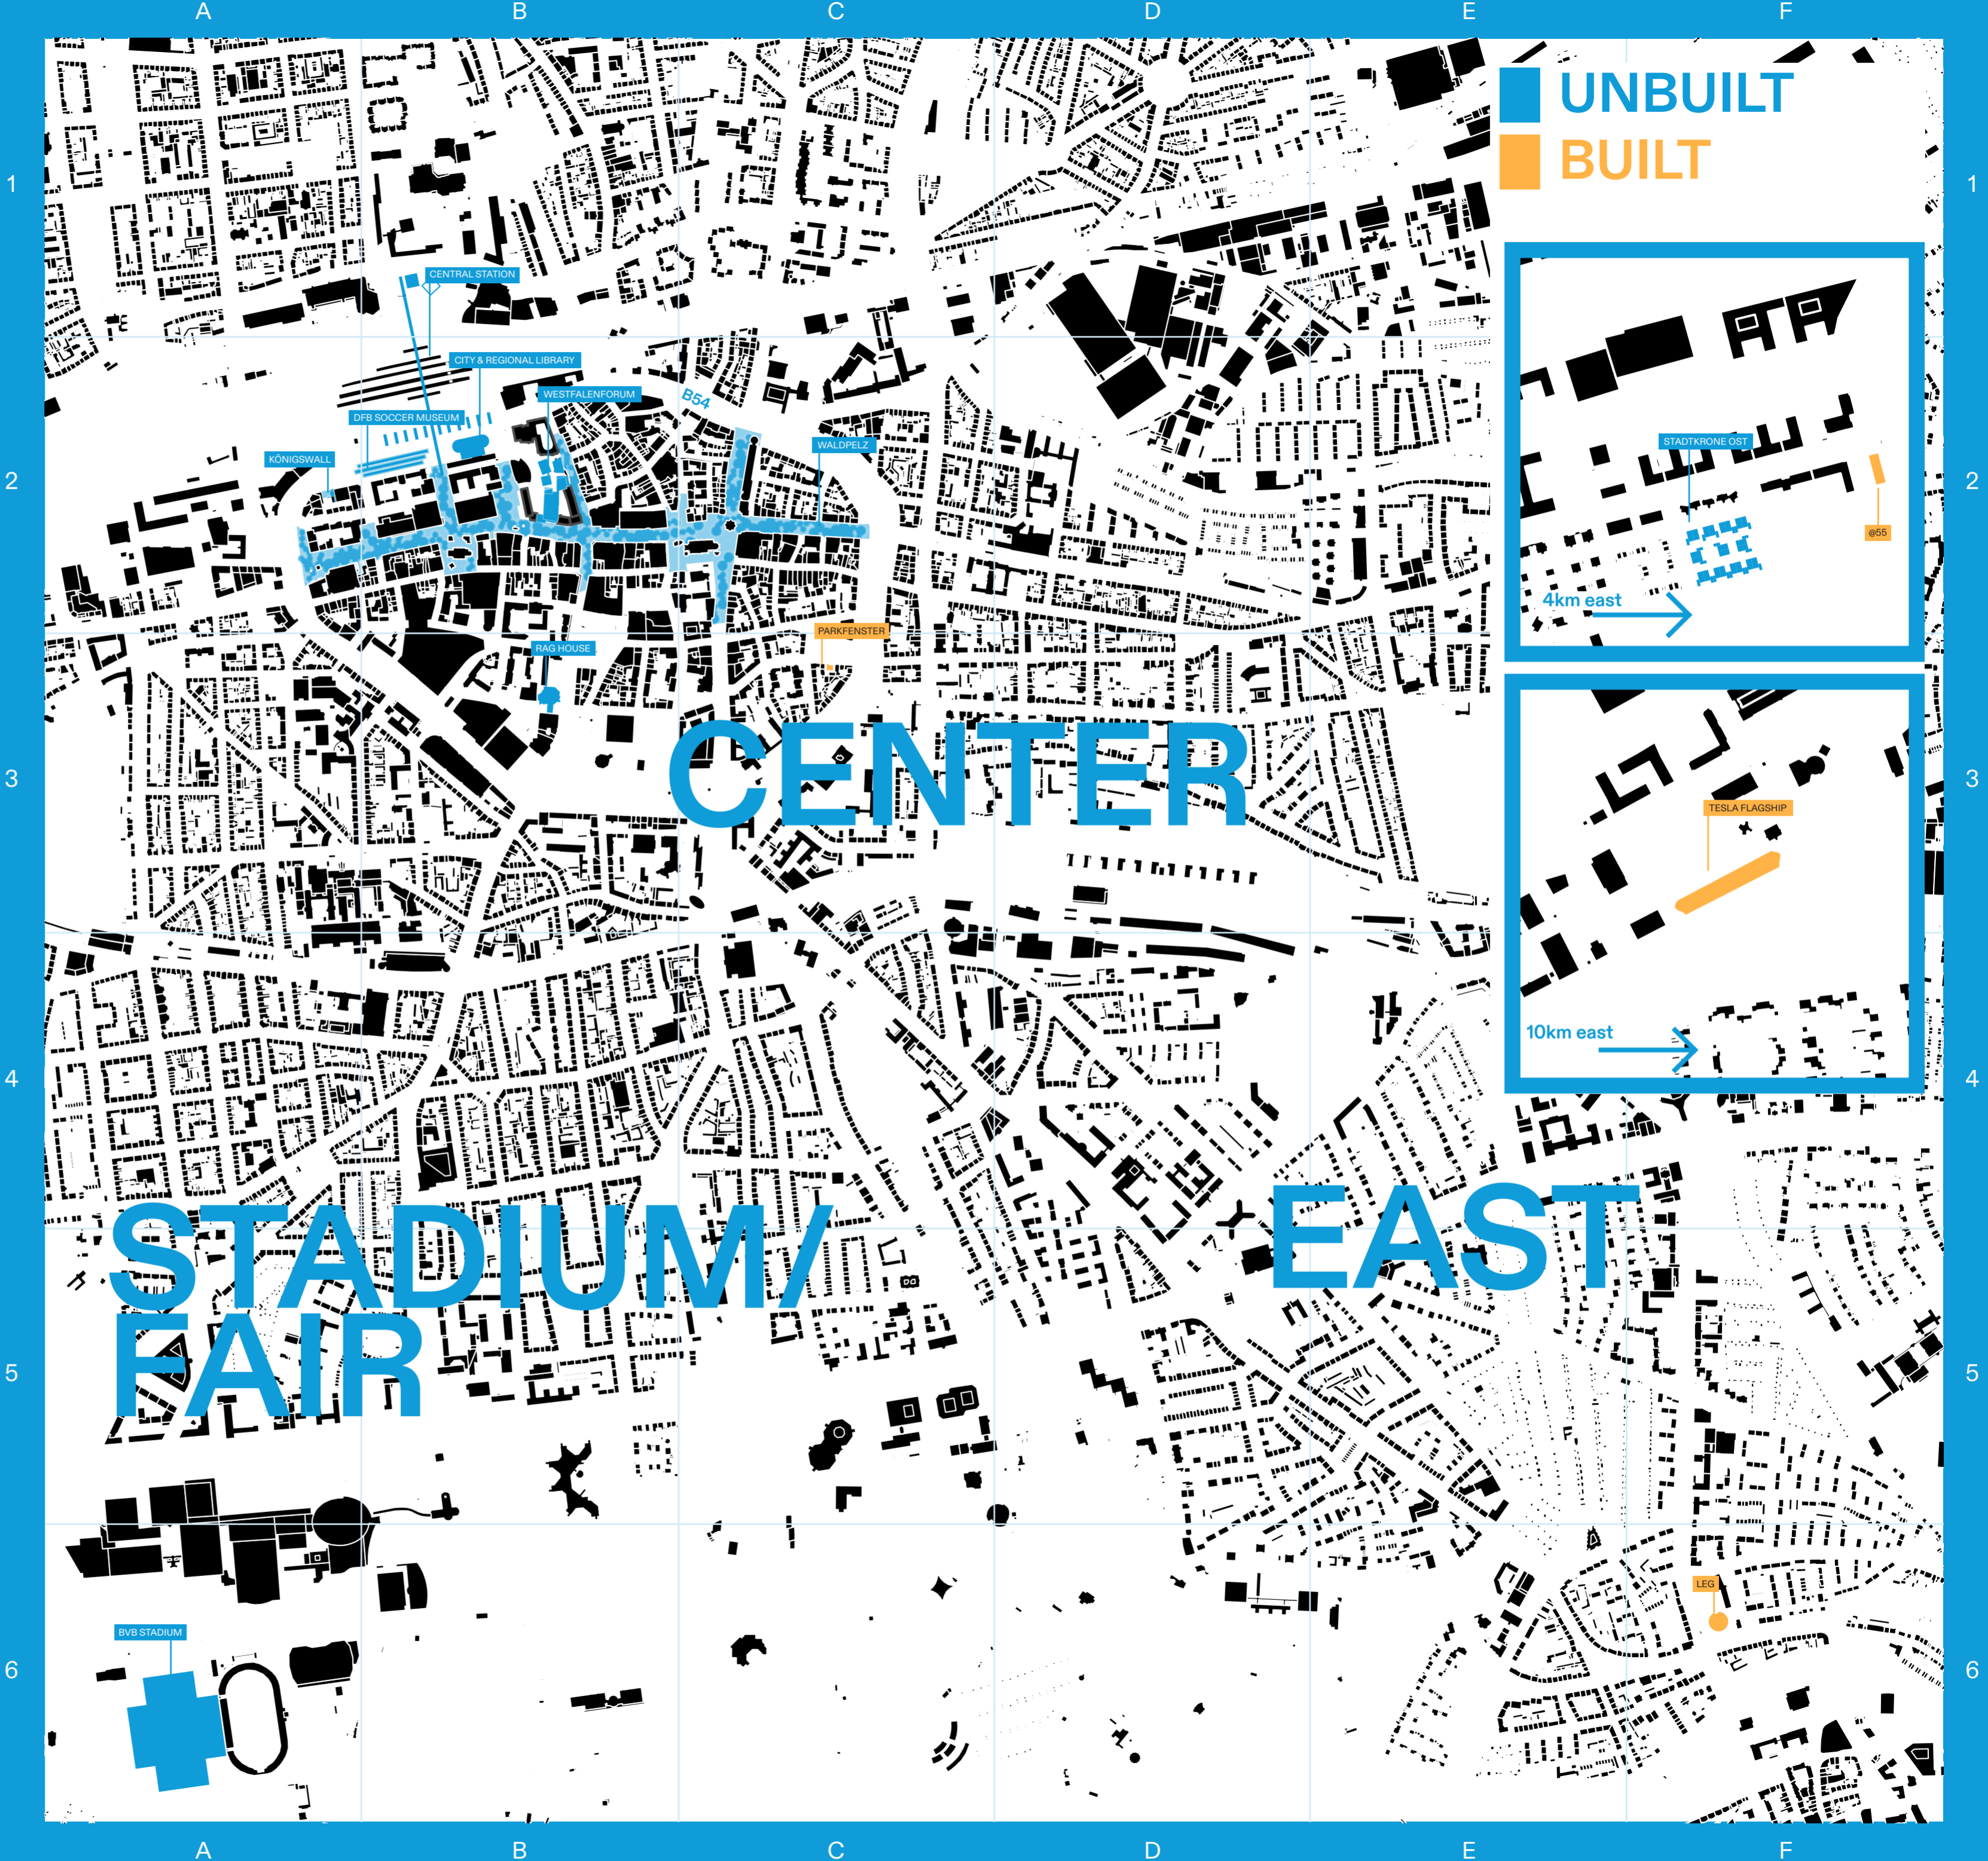 A B C D E F
UNBUILT
BUILT
1 1
CENTRAL STATION
CITY & REGIONAL LIBRARY
WESTFALENFORUM
B54
DFB SOCCER MUSEUM
WALDPELZ
KÖNIGSWALL
STADTKRONE OST
2 2
@55
4km east
PARKFENSTER
RAG HOUSE
CENTER
3 3
TESLA FLAGSHIP
10km east
4 4
STADIUM/
FAIR
EAST
5 5
LEG
BVB STADIUM
6 6
A B C D E F